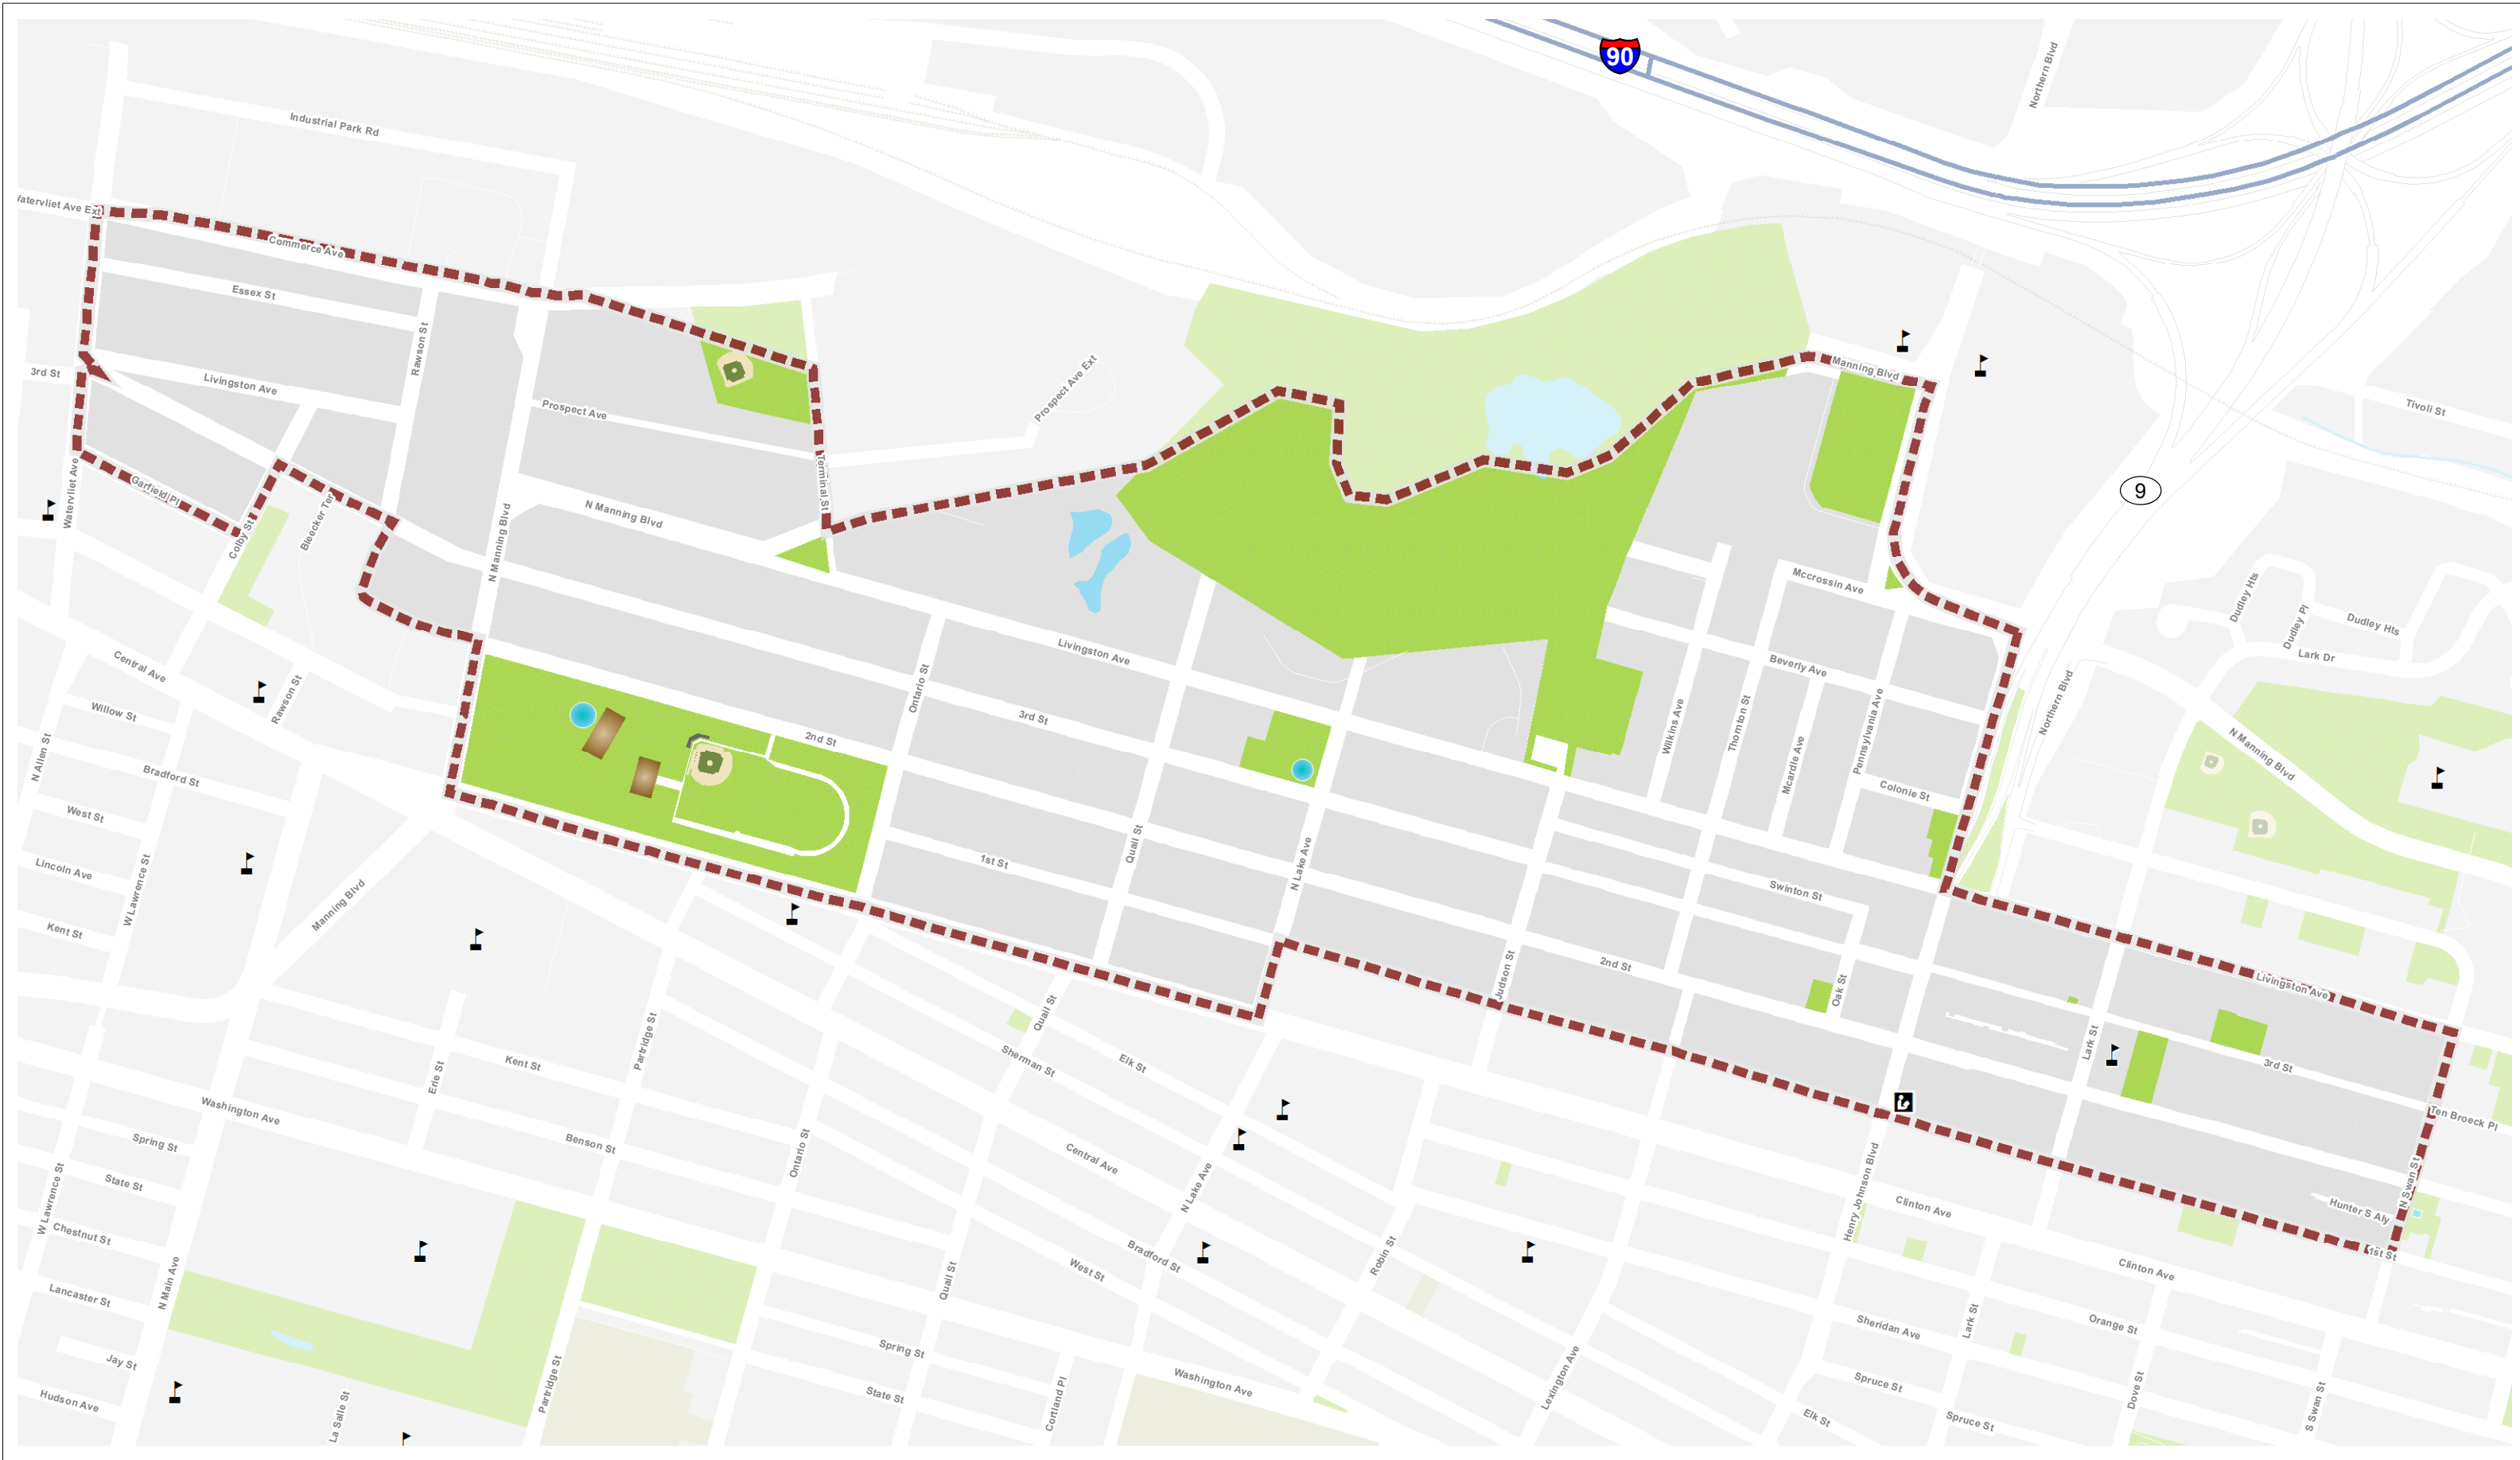 90
Northern Blvd
Industrial Park Rd
Watervliet Ave Ext
Commerce Ave
Essex St
Rawson St
3rd St
Livingston Ave
Prospect Ave
Prospect Ave Ext
Manning Blvd
Tivoli St
9
Watervliet Ave
Garfield Pl
Colby St
Bleecker Ter
N Manning Blvd
N Manning Blvd
Terminal St
Mccrossin Ave
Dudley Hts
Dudley Pl
Dudley Hts
Lark Dr
Central Ave
Willow St
Rawson St
N Allen St
Bradford St
West St
Lincoln Ave
W Lawrence St
Kent St
Manning Blvd
Ontario St
2nd St
3rd St
Livingston Ave
1st St
Quail St
N Lake Ave
Wilkins Ave
Thornton St
Mcardle Ave
Beverly Ave
Pennsylvania Ave
Colonie St
Northern Blvd
N Manning Blvd
Swinton St
2nd St
Judson St
Oak St
Livingston Ave
Lark St
3rd St
Ten Broeck Pl
N Swan St
Hunter S Aly
1st St
Quail St
Partridge St
Sherman St
Elk St
Kent St
Erie St
Washington Ave
Benson St
Ontario St
Central Ave
N Lake Ave
Bradford St
West St
Robin St
Henry Johnson Blvd
Clinton Ave
Clinton Ave
Spring St
State St
W Lawrence St
Chestnut St
Lancaster St
N Main Ave
Jay St
Hudson Ave
La Salle St
Partridge St
Quail St
Spring St
State St
Cortland Pl
Washington Ave
Lexington Ave
Sheridan Ave
Lark St
Orange St
Spruce St
Spruce St
Elk St
Dove St
S Swan St